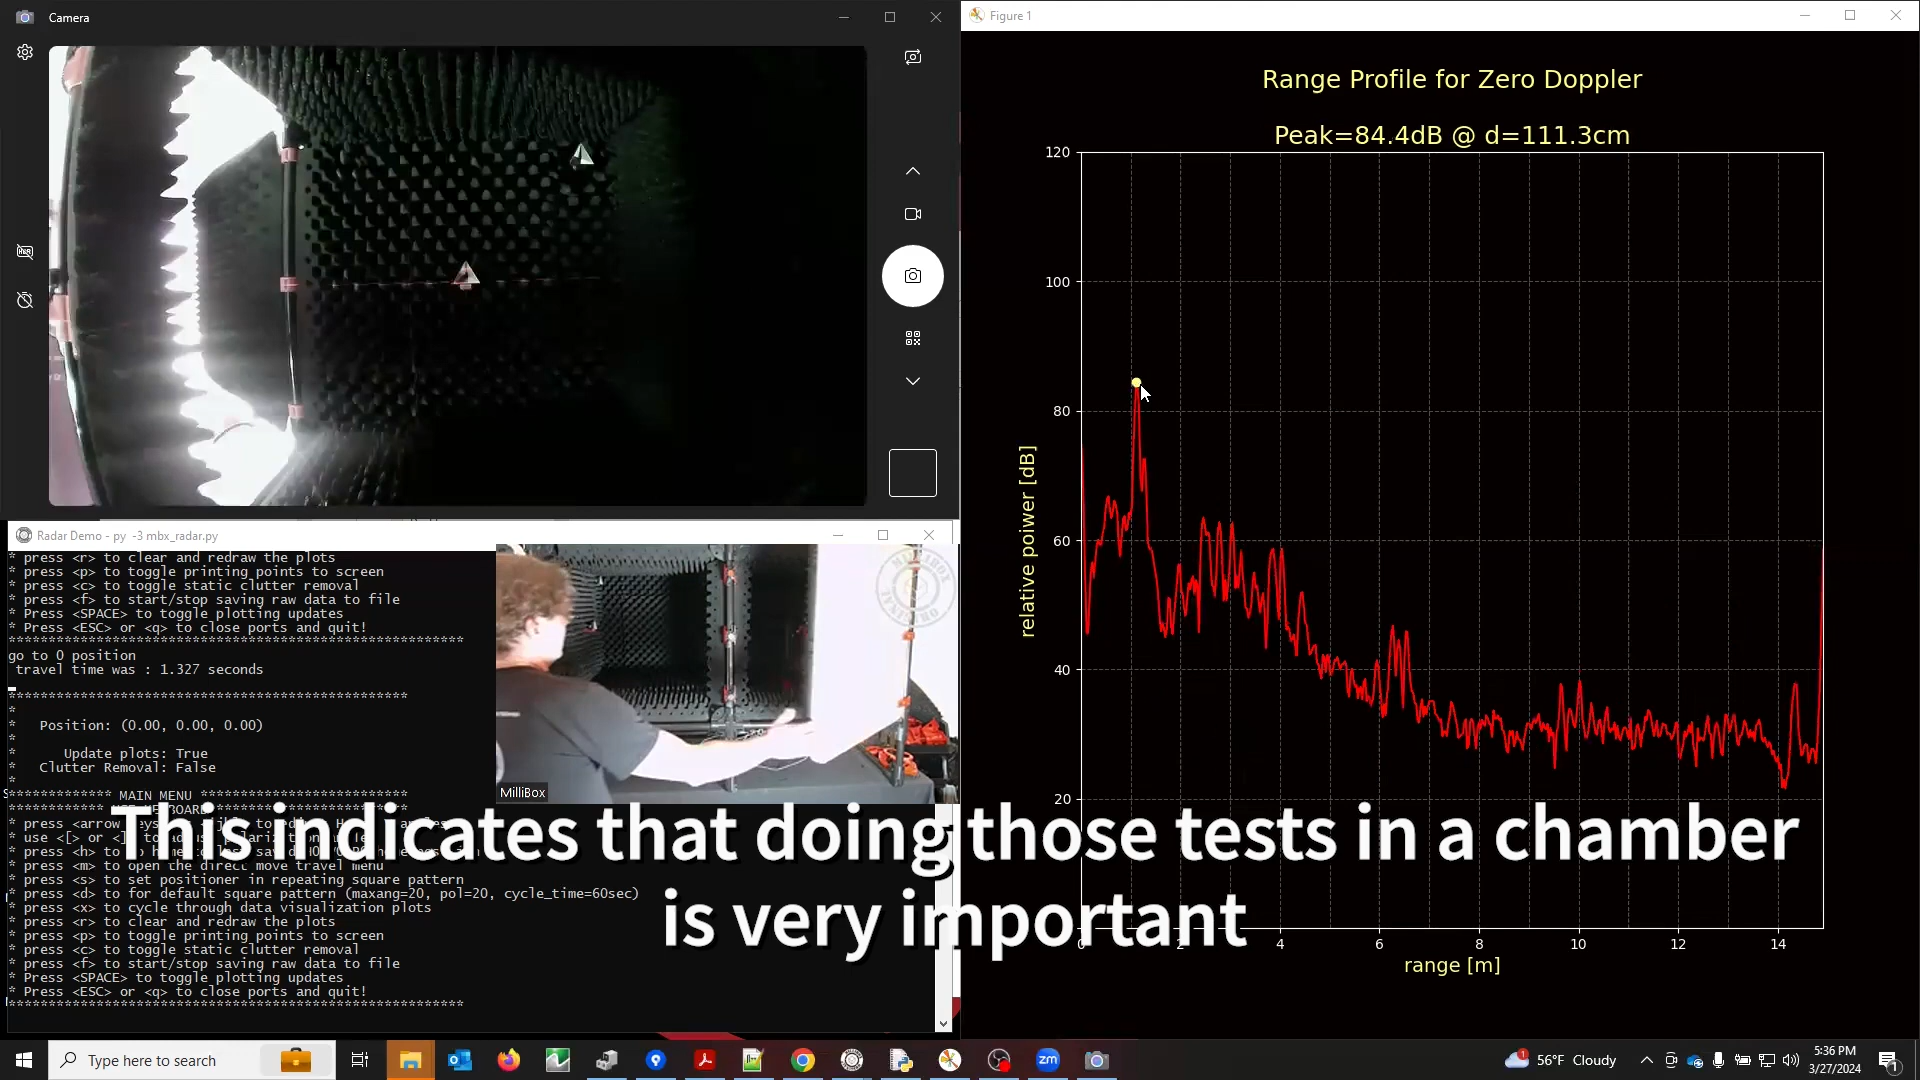 Camera
Figure 1
Range Profile for Zero Doppler
Peak=84.4dB @ d=111.3cm
120
100
80
60
40
20
relative poiwer [dB]
2
4
6
8
10
12
14
range [m]
Radar Demo - py -3 mbx_radar.py
* press <r> to clear and redraw the plots
* press <p> to toggle printing points to screen
* press <c> to toggle static clutter removal
* press <f> to start/stop saving raw data to file
* Press <SPACE> to toggle plotting updates
* Press <ESC> or <q> to close ports and quit!
go to 0 position
travel time was : 1.327 seconds
* Position: (0.00, 0.00, 0.00)
* Update plots: True
* Clutter Removal: False
************* MAIN MENU *************************
* press <s> to set positioner in repeating square pattern
* press <d> to for default square pattern (maxang=20, pol=20, cycle_time=60sec)
* press <x> to cycle through data visualization plots
* press <r> to clear and redraw the plots
* press <p> to toggle printing points to screen
* press <c> to toggle static clutter removal
* press <f> to start/stop saving raw data to file
* Press <SPACE> to toggle plotting updates
* Press <ESC> or <q> to close ports and quit!
MilliBox
This indicates that doing those tests in a chamber
is very important
Type here to search
zm
56°F Cloudy
5:36 PM
3/27/2024